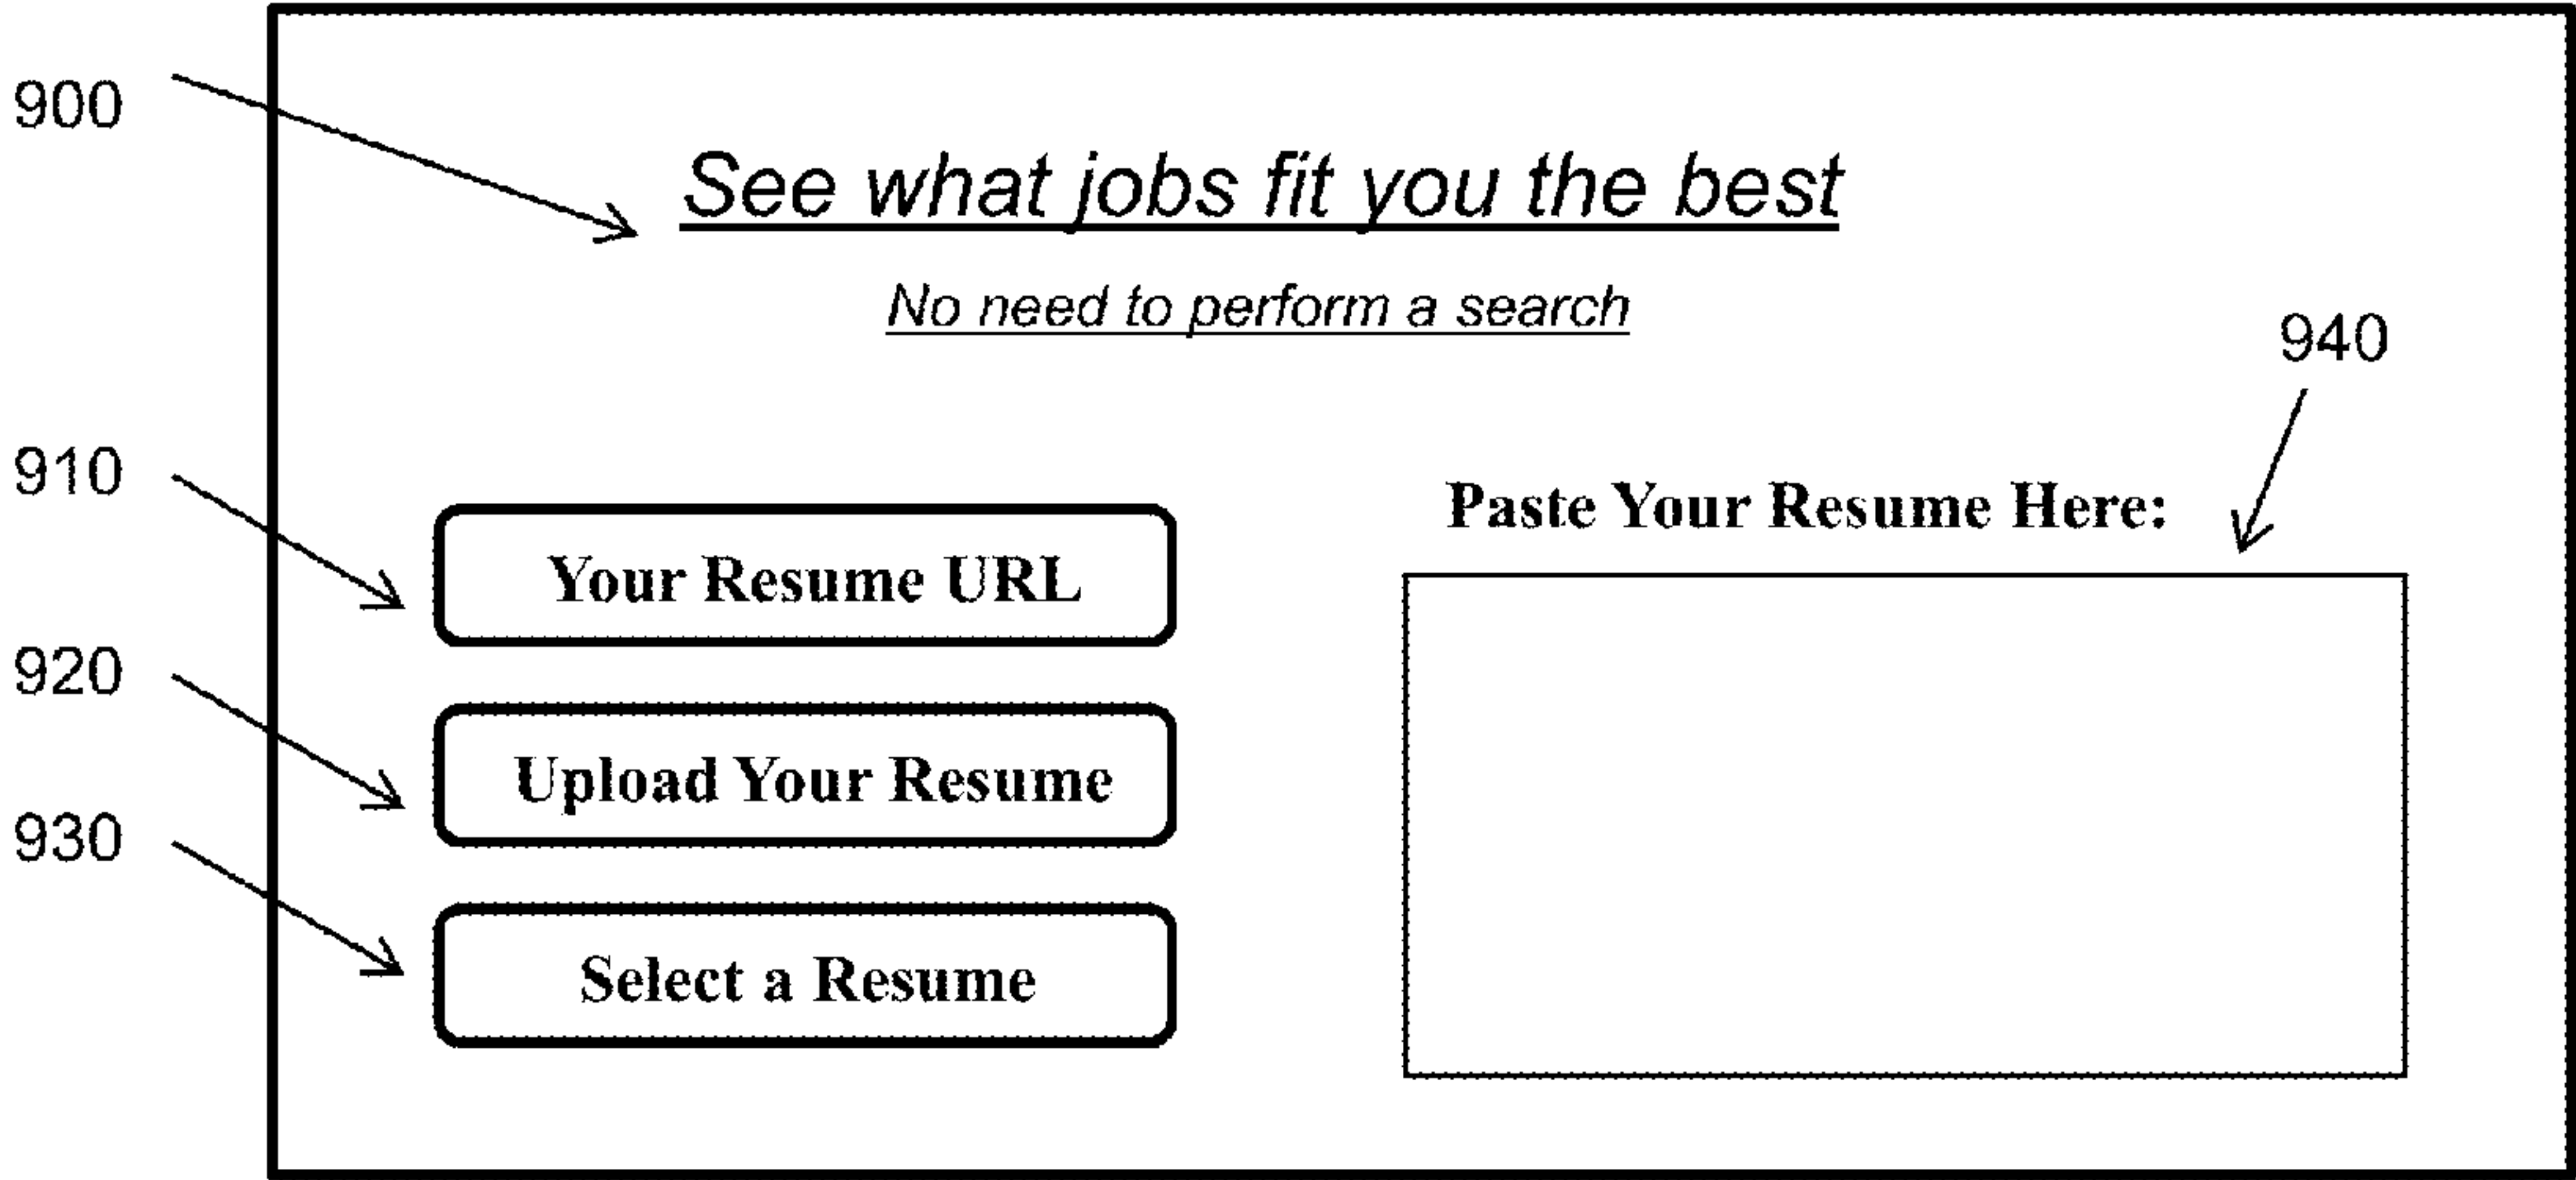 900
See what jobs fit you the best
No need to perform a search
940
910
Paste Your Resume Here:
Your Resume URL
920
Upload Your Resume
930
Select a Resume